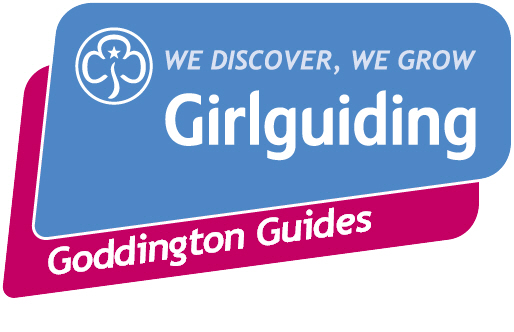 WE DISCOVER, WE GROW
Girlguiding
Goddington Guides